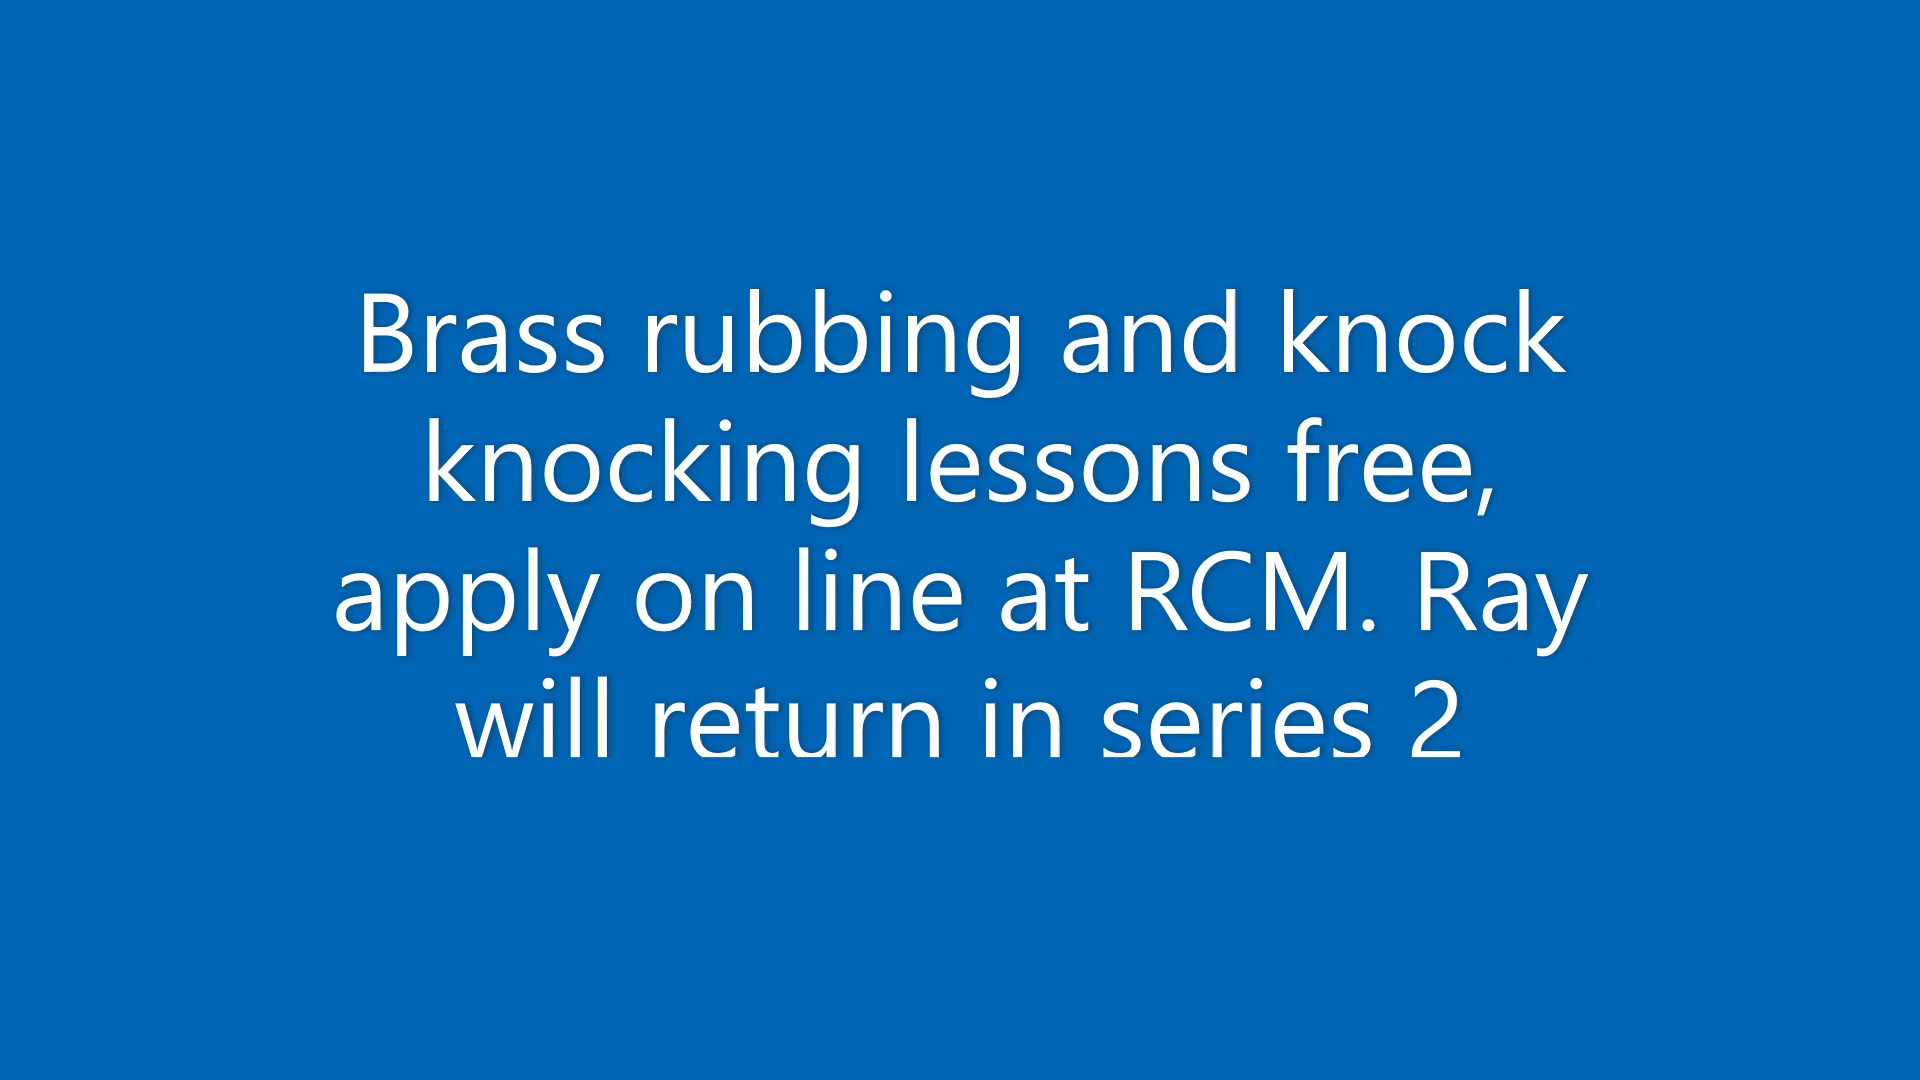 Brass rubbing and knock
knocking lessons free,
apply on line at RCM. Ray
will return in series 2